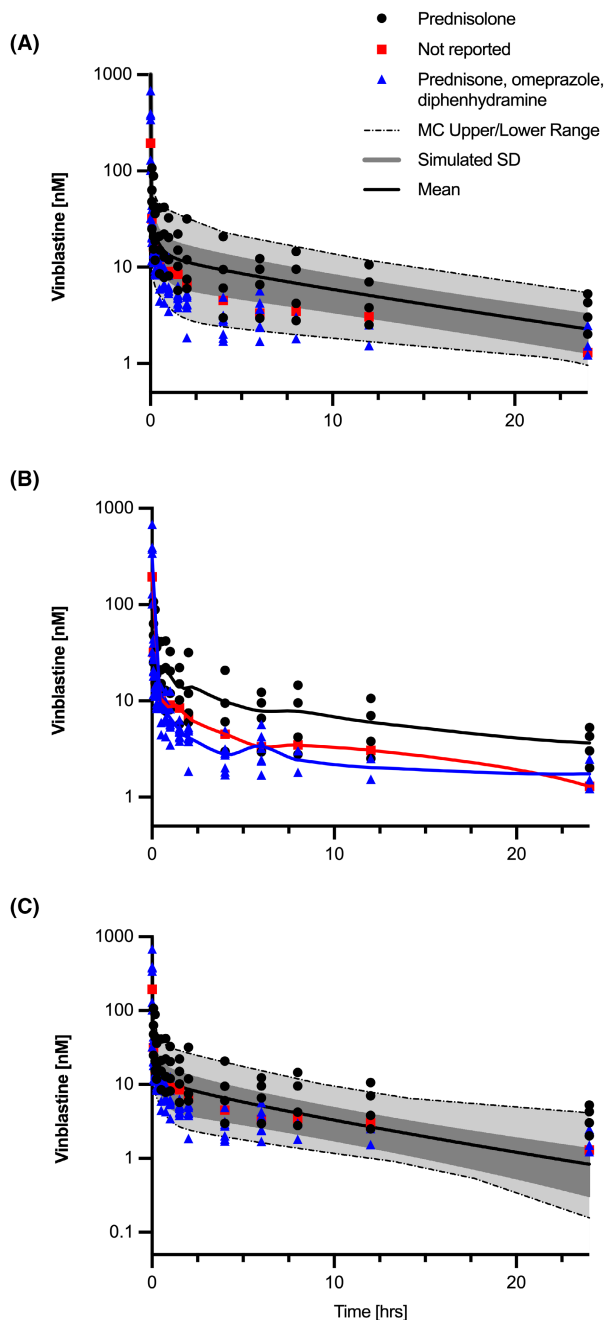 (A)
Prednisolone
Not reported
Prednisone, omeprazole,
diphenhydramine
MC Upper/Lower Range
Simulated SD
Mean
Vinblastine [nM]
1000
100
10
1
0
10
20
(B)
Vinblastine [nM]
1000
100
10
1
0
10
20
(C)
Vinblastine [nM]
1000
100
10
1
0.1
0
10
20
Time [hrs]